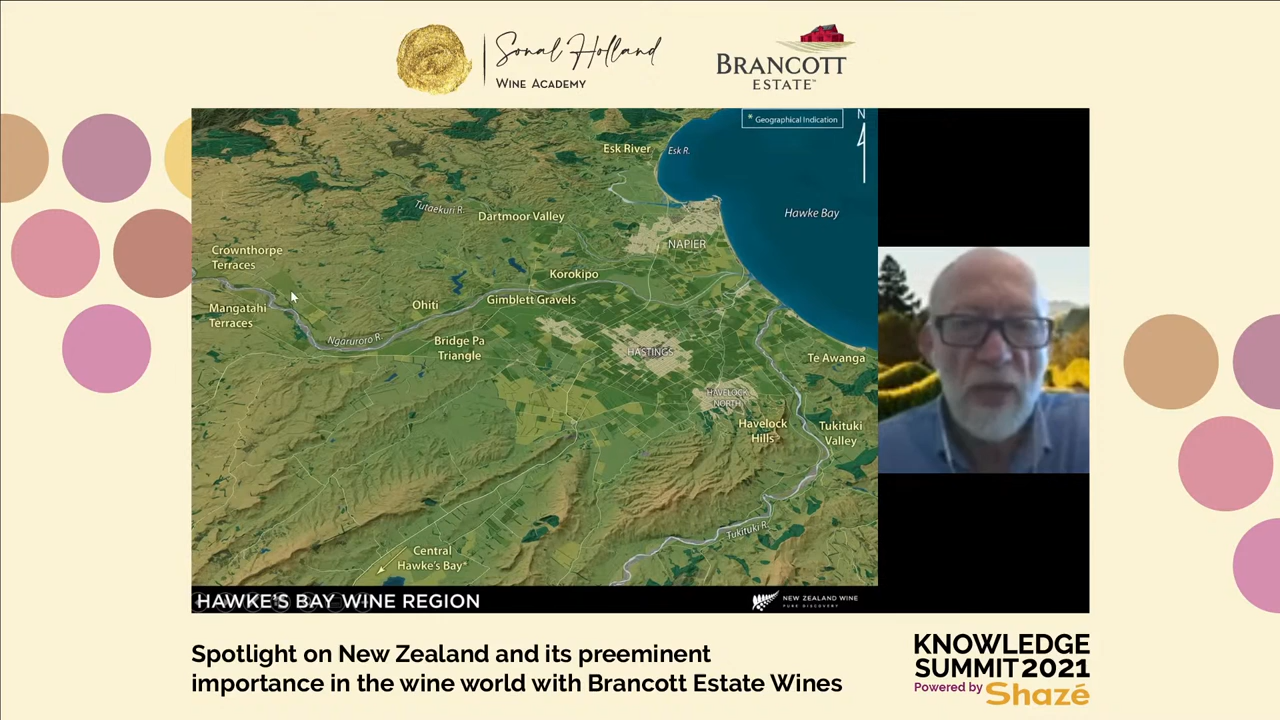 Sonal Holland
WINE ACADEMY
BRANCOTT
ESTATE™
* Geographical Indication
N
Esk River
Esk R.
Tutaekuri R.
Dartmoor Valley
Hawke Bay
NAPIER
Crownthorpe
Terraces
Korokipo
Mangatahi
Terraces
Ohiti
Gimblett Gravels
Ngaruroro R.
Bridge Pa
Triangle
HASTINGS
Te Awanga
HAVELOCK
NORTH
Havelock
Hills
Tukituki
Valley
Tukituki R.
Central
Hawke's Bay*
HAWKE'S BAY WINE REGION
NEW ZEALAND WINE
PURE DISCOVERY
Spotlight on New Zealand and its preeminent
importance in the wine world with Brancott Estate Wines
KNOWLEDGE
SUMMIT 2021
Powered by Shazé